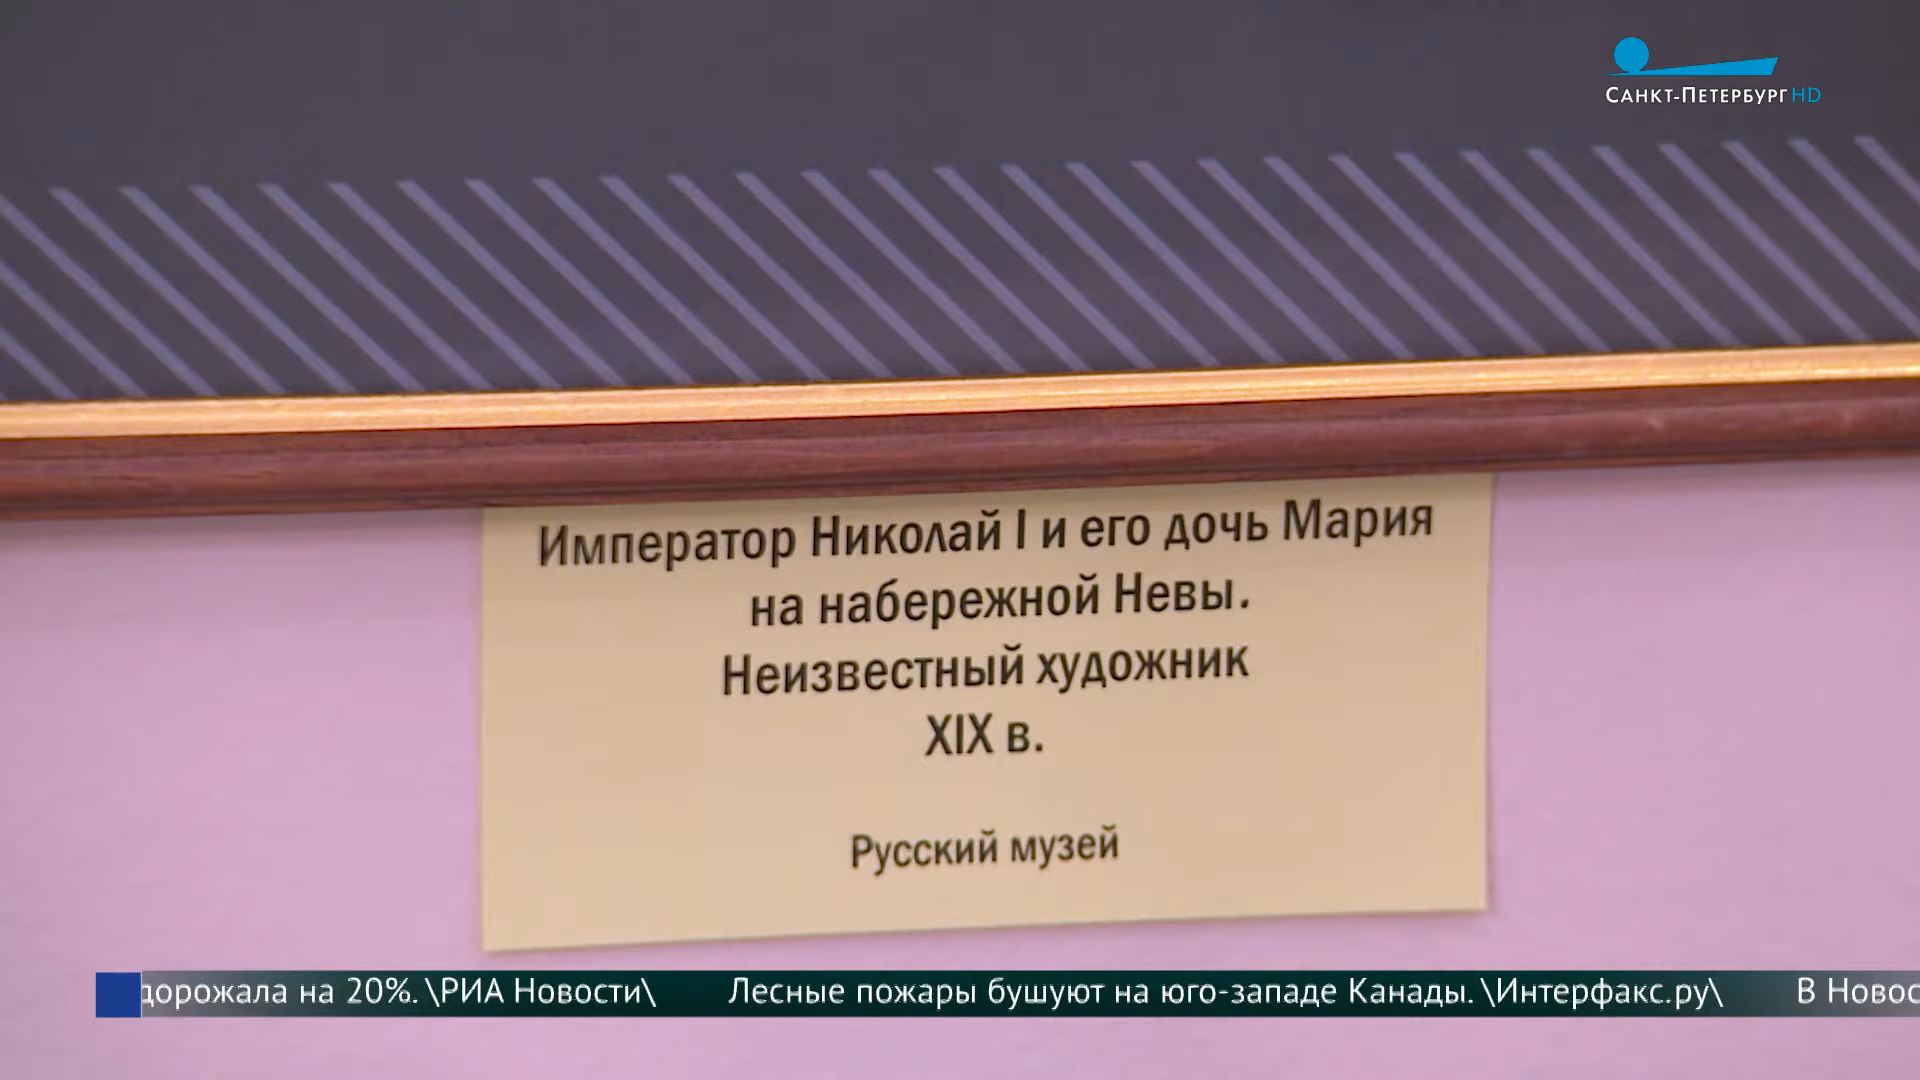 САНКТ-ПЕТЕРБУРГ HD
Император Николай I и его дочь Мария
на набережной Невы.
Неизвестный художник
XIX в.
Русский музей
дорожала на 20%. \РИА Новости\ Лесные пожары бушуют на юго-западе Канады. \Интерфакс.ру\ В Новос